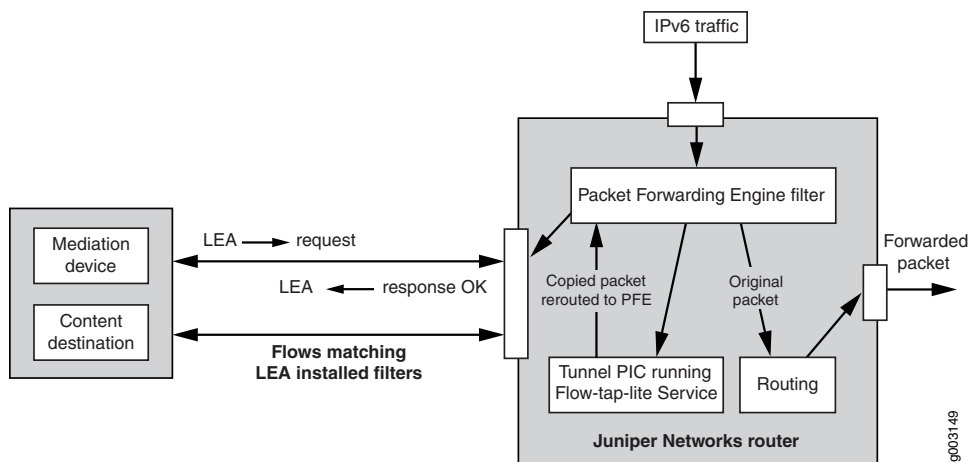 IPv6 traffic
Packet Forwarding Engine filter
Mediation
device
LEA request
LEA response OK
Content
destination
Flows matching
LEA installed filters
Copied packet
rerouted to PFE
Original
packet
Forwarded
packet
Tunnel PIC running
Flow-tap-lite Service
Routing
Juniper Networks router
g003149